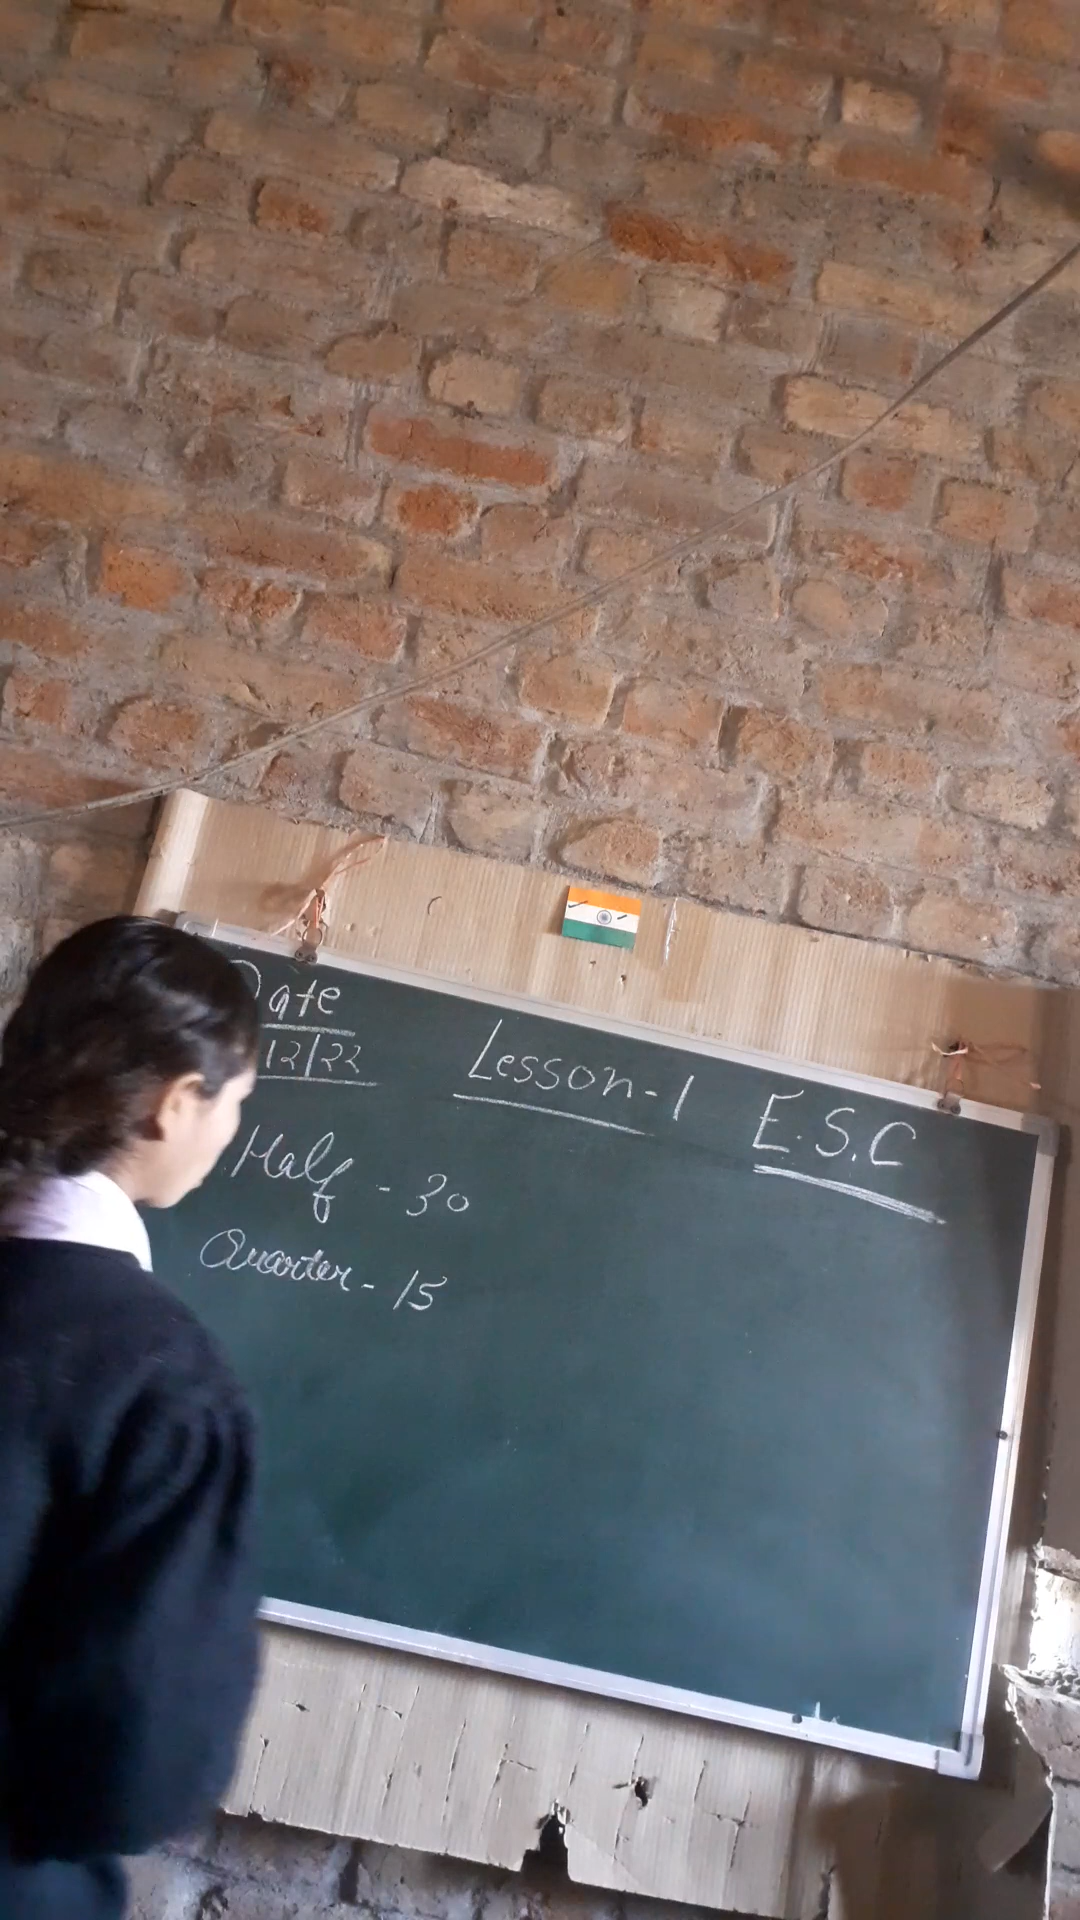 Date
12/22
Lesson-1
E.S.C
Half - 30
Quarter - 15